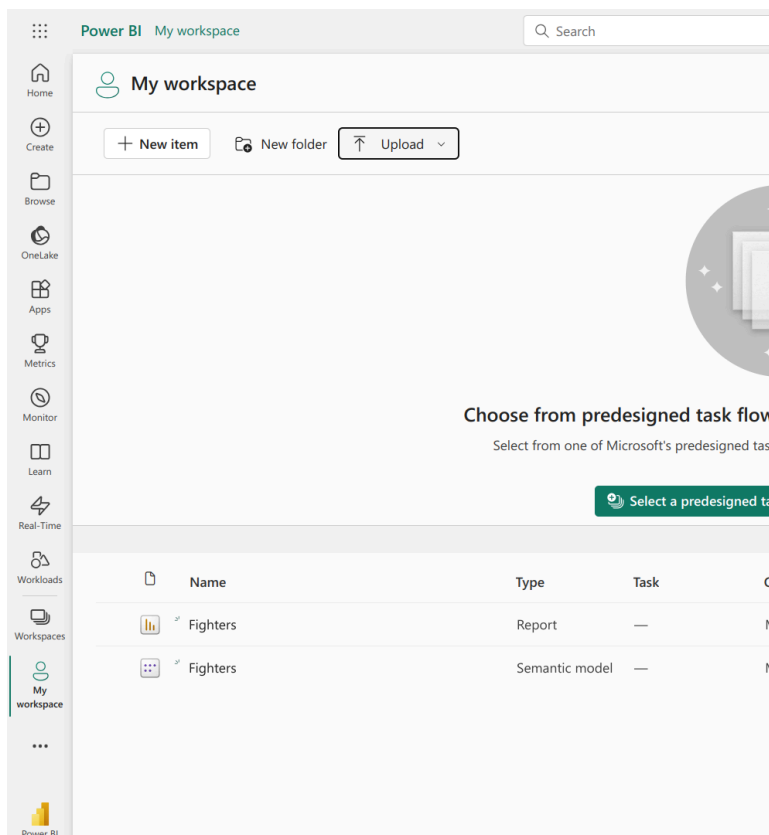 Power BI My workspace
Search
Home
Create
Browse
OneLake
Apps
Metrics
Monitor
Learn
Real-Time
Workloads
Workspaces
My
workspace
Power BI
My workspace
New item
New folder
Upload
Choose from predesigned task flow
Select from one of Microsoft's predesigned tas
Select a predesigned ta
Name Type Task
Fighters Report —
Fighters Semantic model —